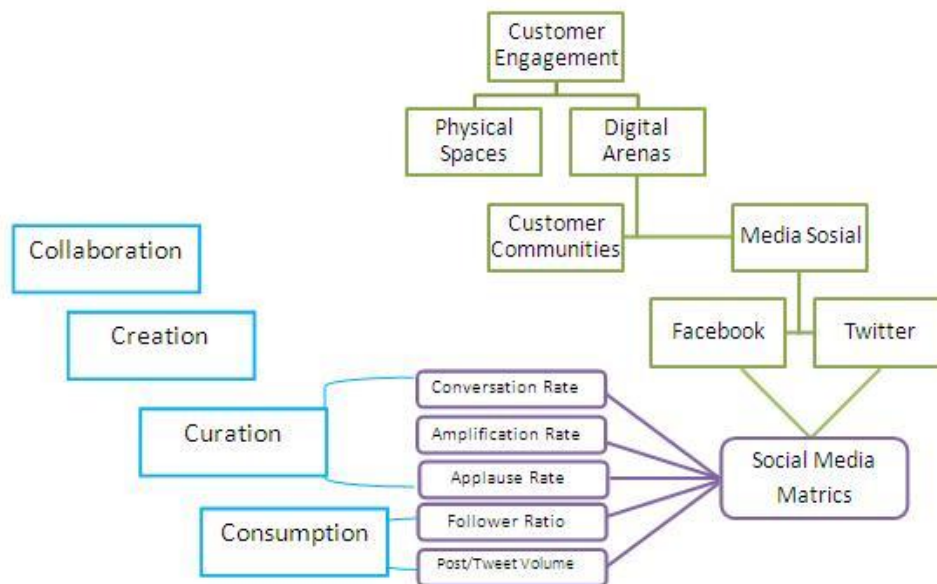 Customer
Engagement
Physical
Spaces
Digital
Arenas
Customer
Communities
Media Sosial
Collaboration
Creation
Facebook
Twitter
Curation
Conversation Rate
Amplification Rate
Applause Rate
Social Media
Matrics
Consumption
Follower Ratio
Post/Tweet Volume